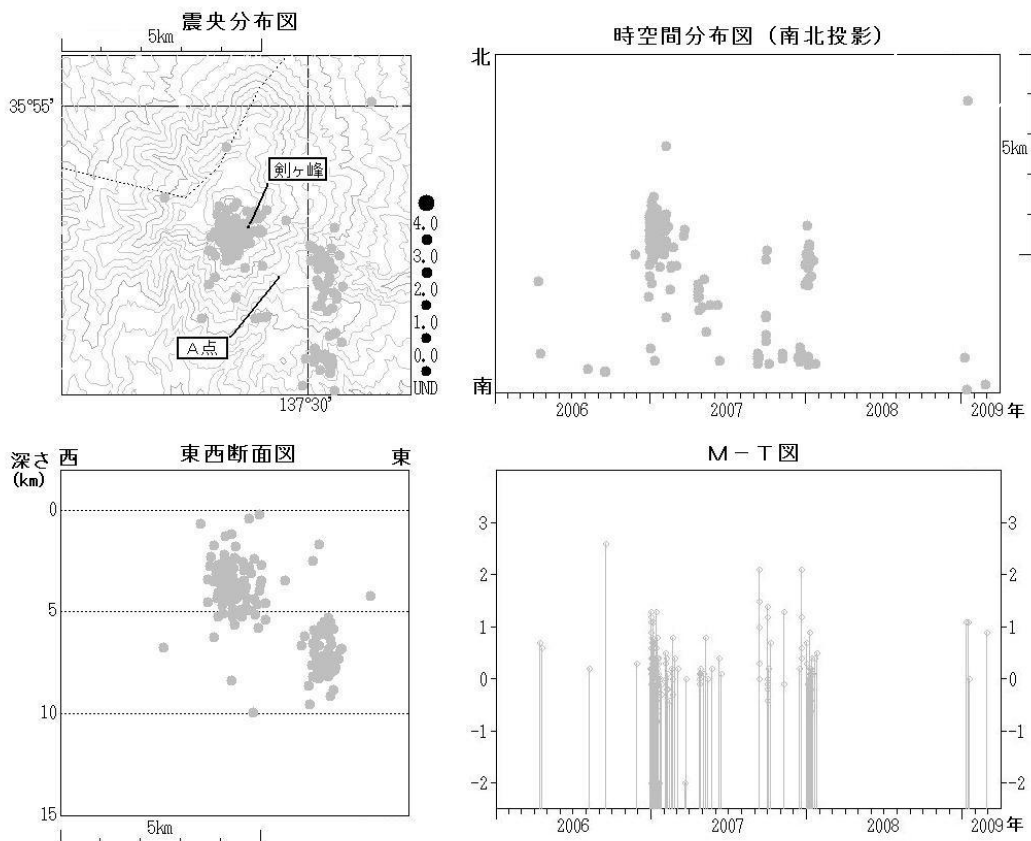 震央分布図
5km
35°55'
剣ヶ峰
A点
137°30'
4.0
3.0
2.0
1.0
0.0
UND
時空間分布図（南北投影）
北
南
5km
2006
2007
2008
2009年
東西断面図
深さ
(km)
西
東
0
5
10
15
5km
M－T図
3
2
1
0
-1
-2
3
2
1
0
-1
-2
2006
2007
2008
2009年